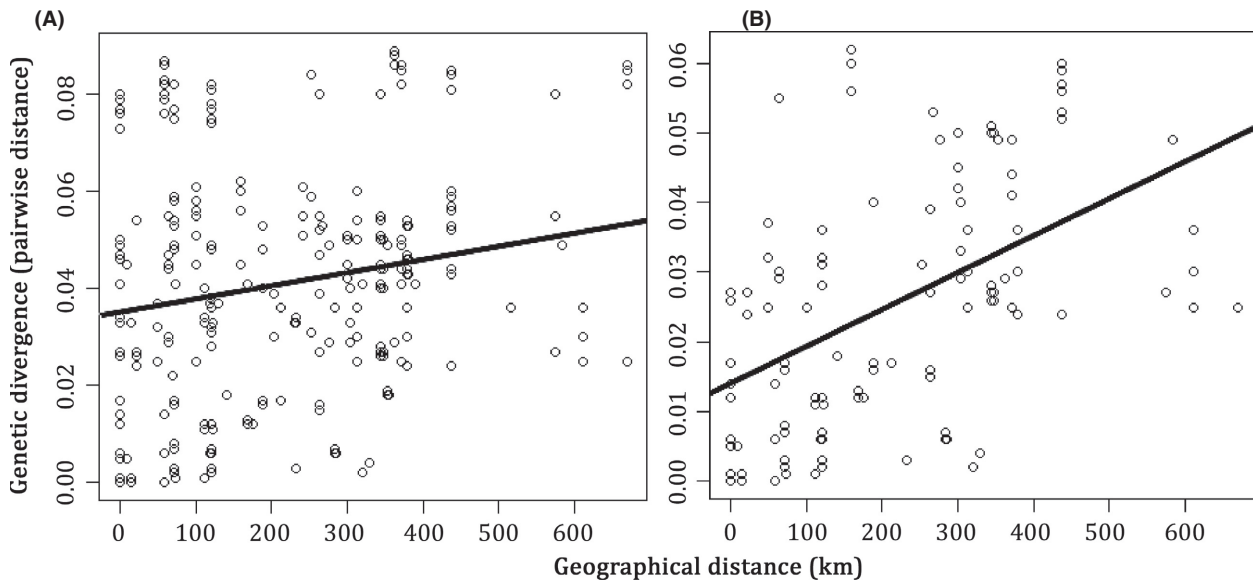 (A)
(B)
Genetic divergence (pairwise distance)
0.08
0.06
0.04
0.02
0.00
0 100 200 300 400 500 600
0.06
0.05
0.04
0.03
0.02
0.01
0.00
0 100 200 300 400 500 600
Geographical distance (km)